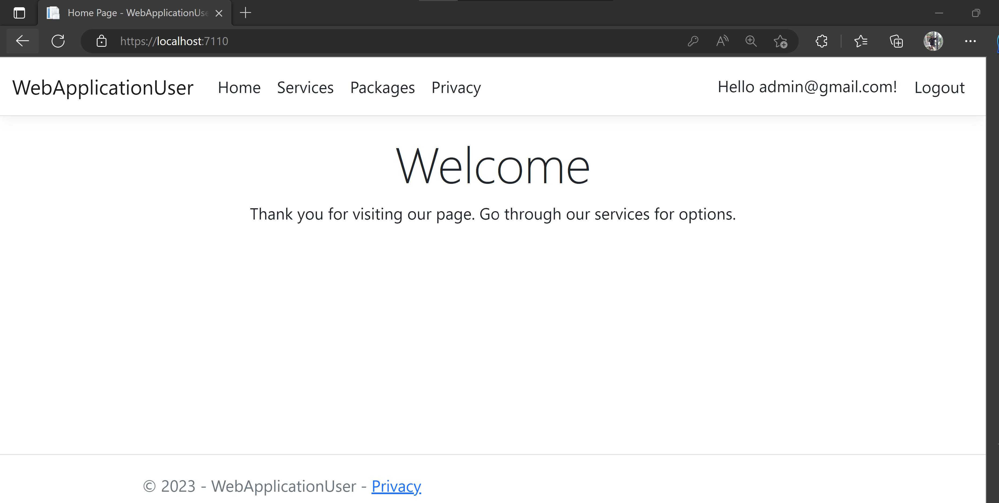 Home Page - WebApplicationUse
https://localhost:7110
WebApplicationUser Home Services Packages Privacy Hello admin@gmail.com! Logout
Welcome
Thank you for visiting our page. Go through our services for options.
© 2023 - WebApplicationUser - Privacy